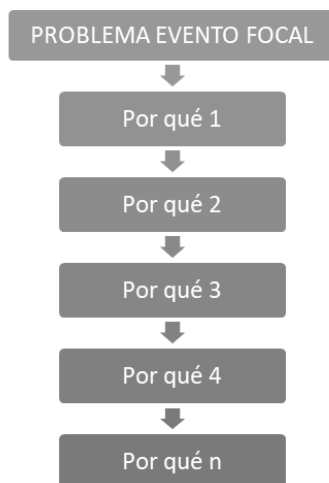 PROBLEMA EVENTO FOCAL
Por qué 1
Por qué 2
Por qué 3
Por qué 4
Por qué n